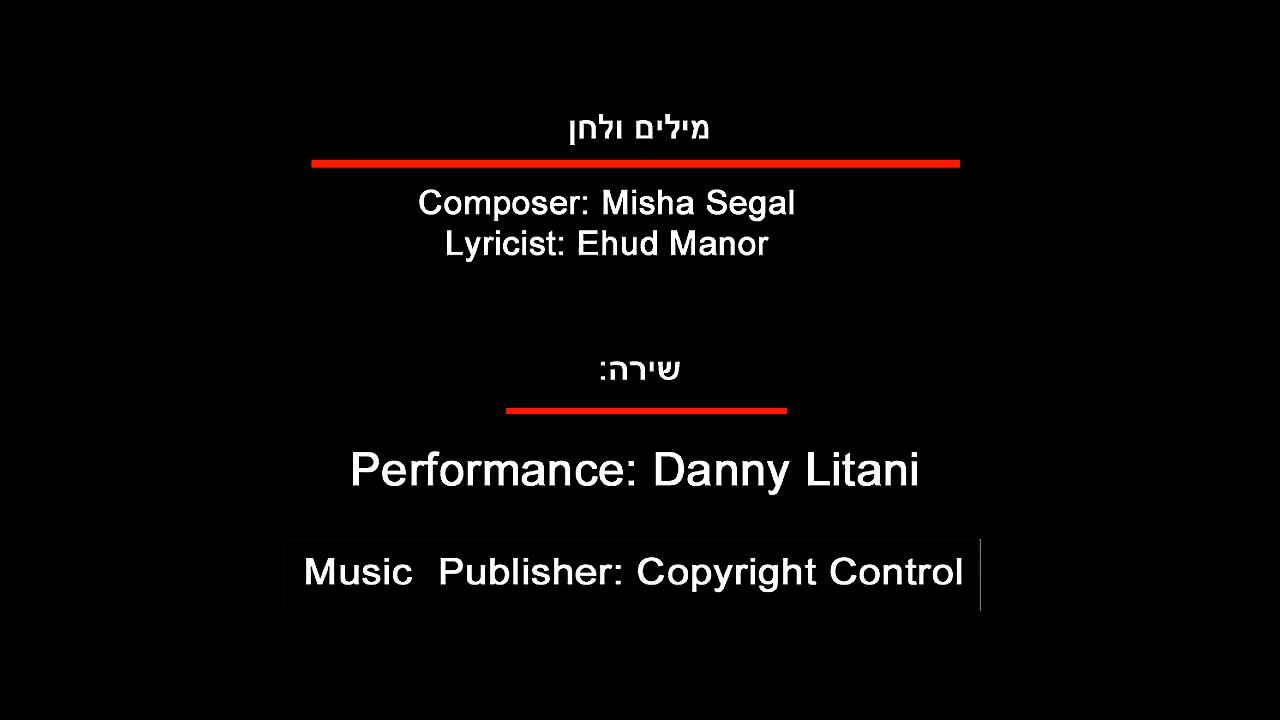 מילים ולחן
Composer: Misha Segal
Lyricist: Ehud Manor
שירה:
Performance: Danny Litani
Music  Publisher: Copyright Control